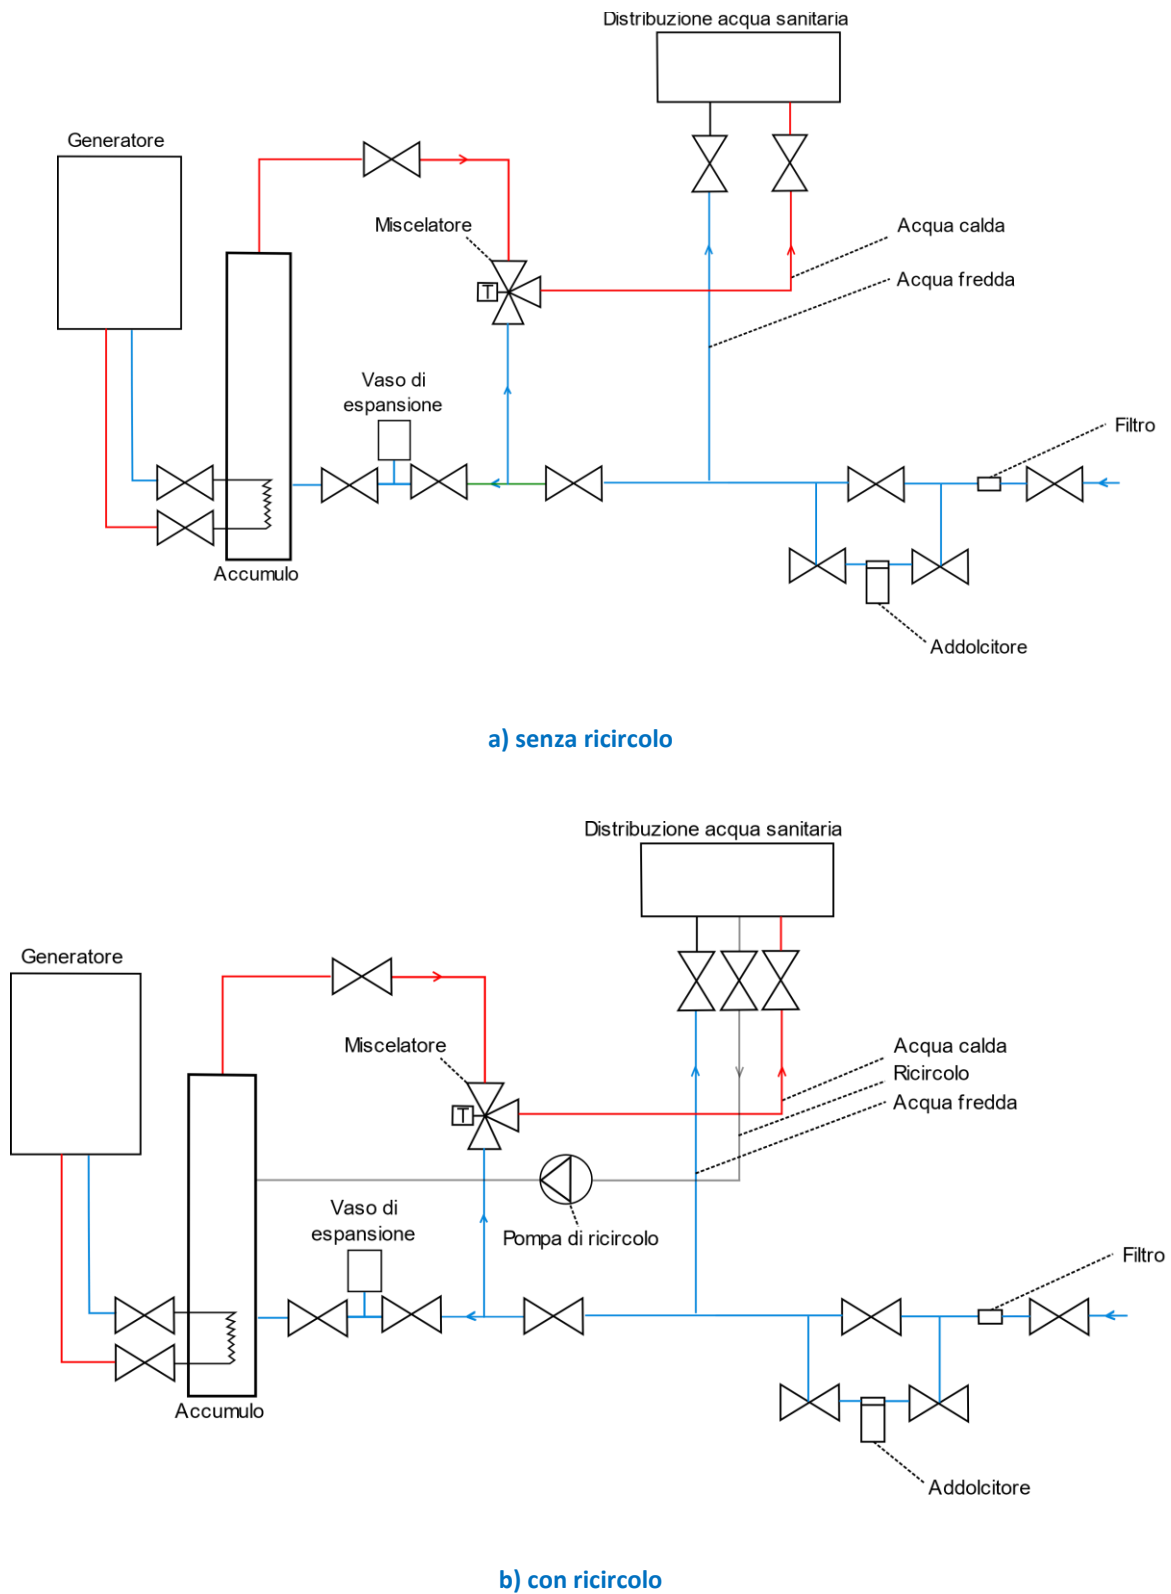 Distribuzione acqua sanitaria
Generatore
Miscelatore
T
Acqua calda
Acqua fredda
Vaso di
espansione
Filtro
Accumulo
Addolcitore
a) senza ricircolo
Distribuzione acqua sanitaria
Generatore
Miscelatore
T
Acqua calda
Ricircolo
Acqua fredda
Vaso di
espansione
Pompa di ricircolo
Filtro
Accumulo
Addolcitore
b) con ricircolo